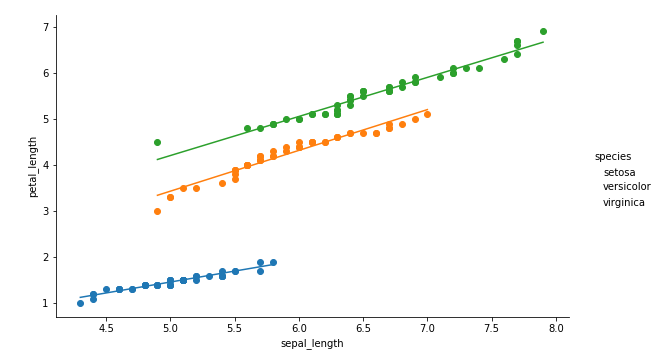 7
6
5
4
3
2
1
petal_length
4.5 5.0 5.5 6.0 6.5 7.0 7.5 8.0
sepal_length
species
setosa
versicolor
virginica